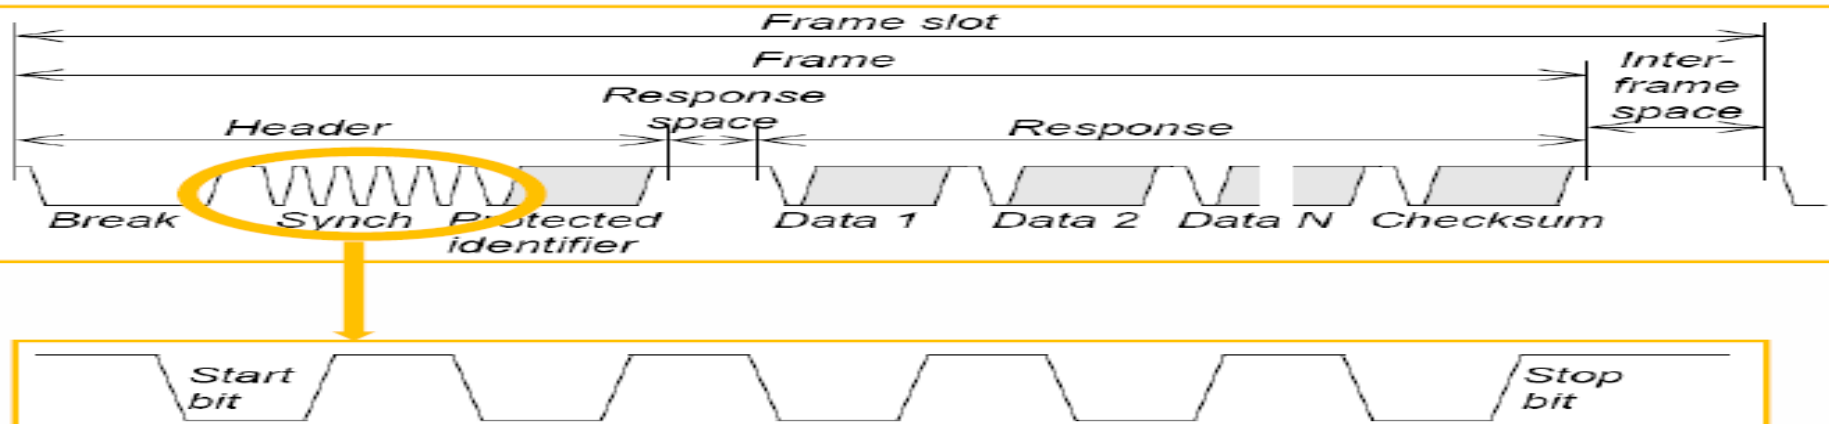 Frame slot
Frame
Inter-
frame
space
Response
space
Header
Response
Break
Synch
Protected
identifier
Data 1
Data 2
Data N
Checksum
Start
bit
Stop
bit